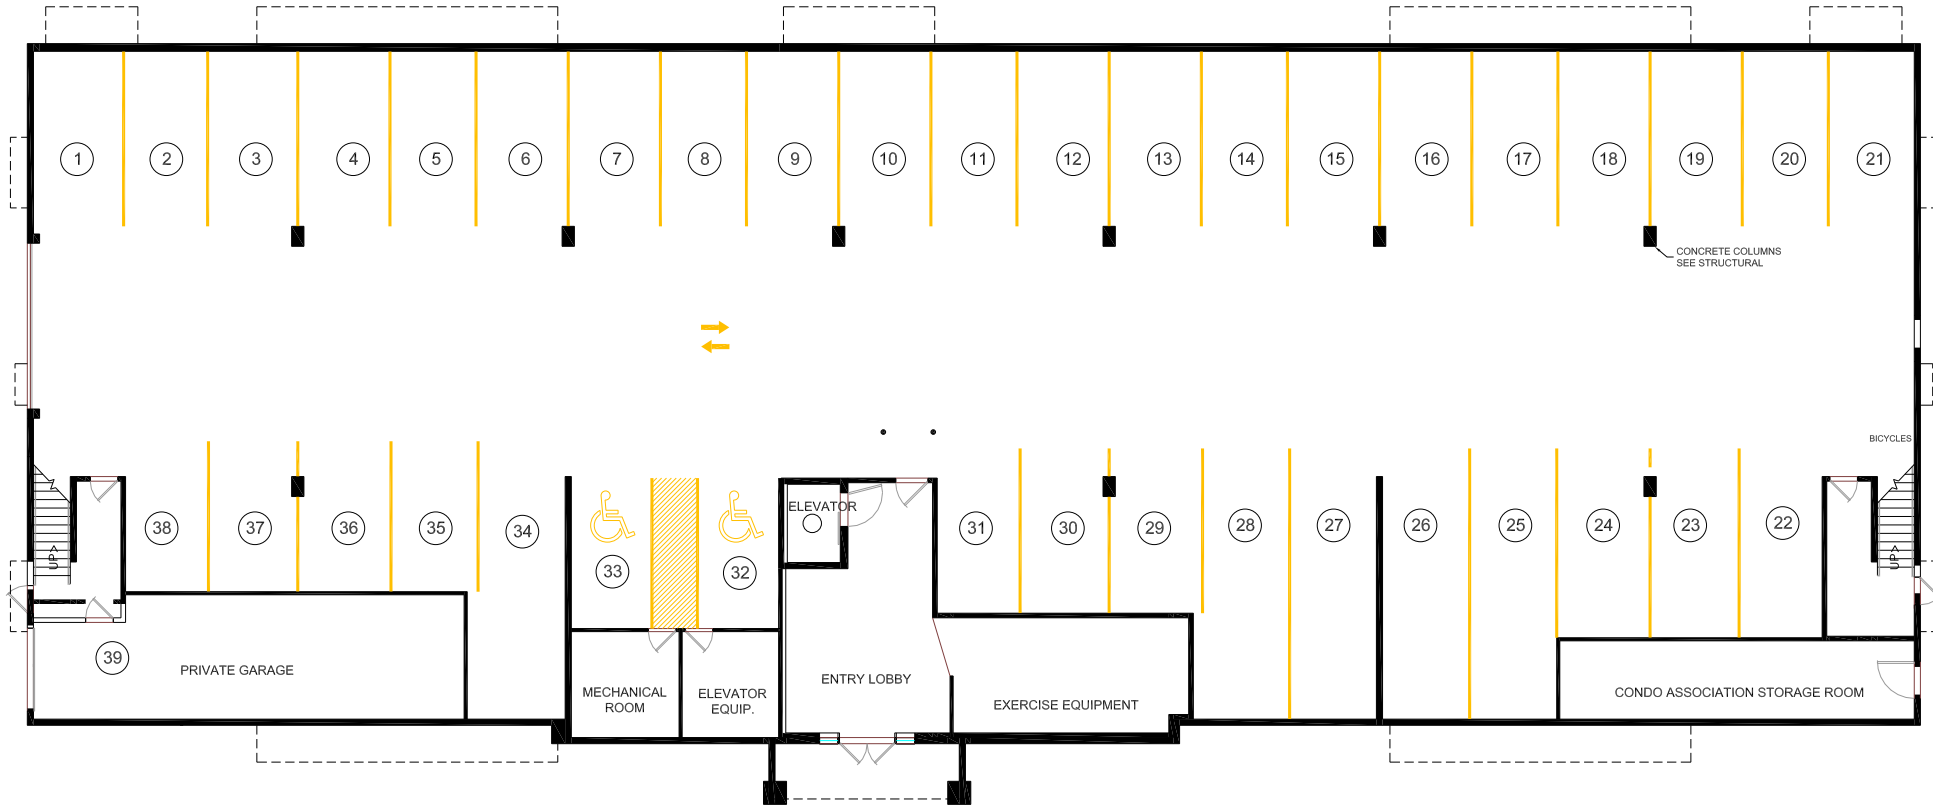 1
2
3
4
5
6
7
8
9
10
11
12
13
14
15
16
17
18
19
20
21
CONCRETE COLUMNS
SEE STRUCTURAL
BICYCLES
UP>
38
37
36
35
34
33
32
ELEVATOR
31
30
29
28
27
26
25
24
23
22
UP>
39
PRIVATE GARAGE
MECHANICAL
ROOM
ELEVATOR
EQUIP.
ENTRY LOBBY
EXERCISE EQUIPMENT
CONDO ASSOCIATION STORAGE ROOM